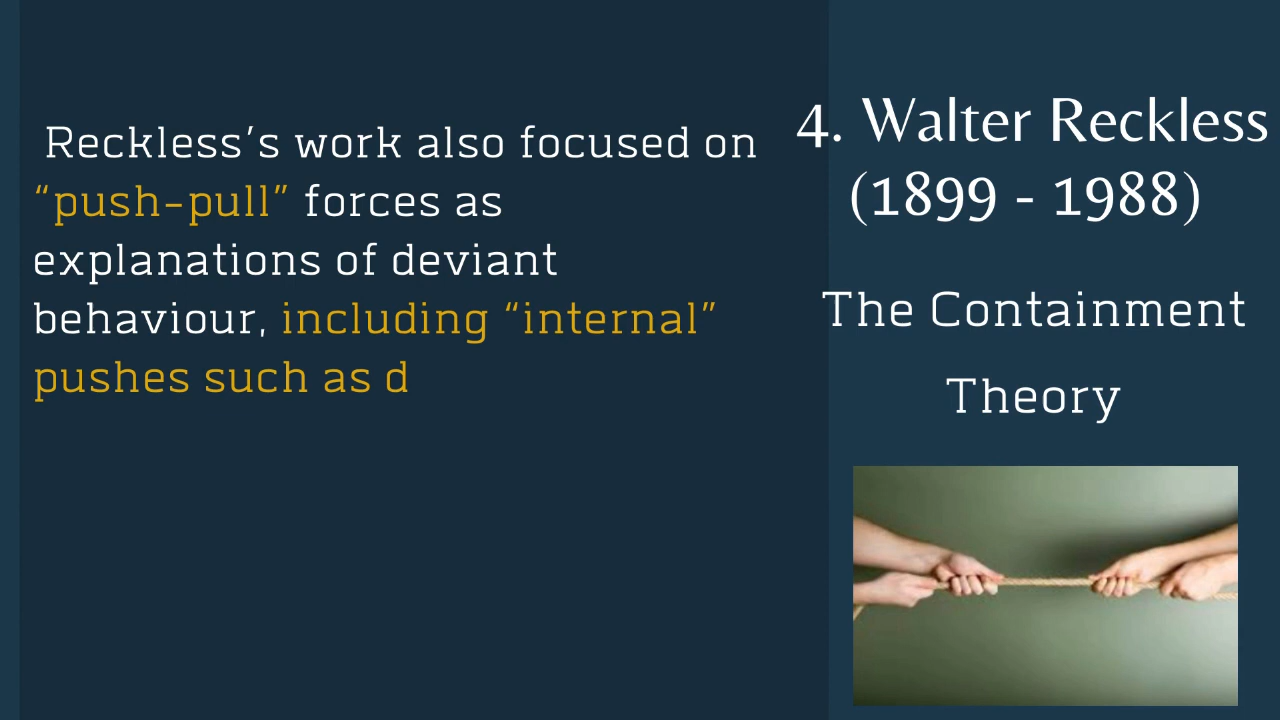 Reckless’s work also focused on
“push-pull” forces as
explanations of deviant
behaviour, including “internal”
pushes such as d
4. Walter Reckless
(1899 - 1988)
The Containment
Theory